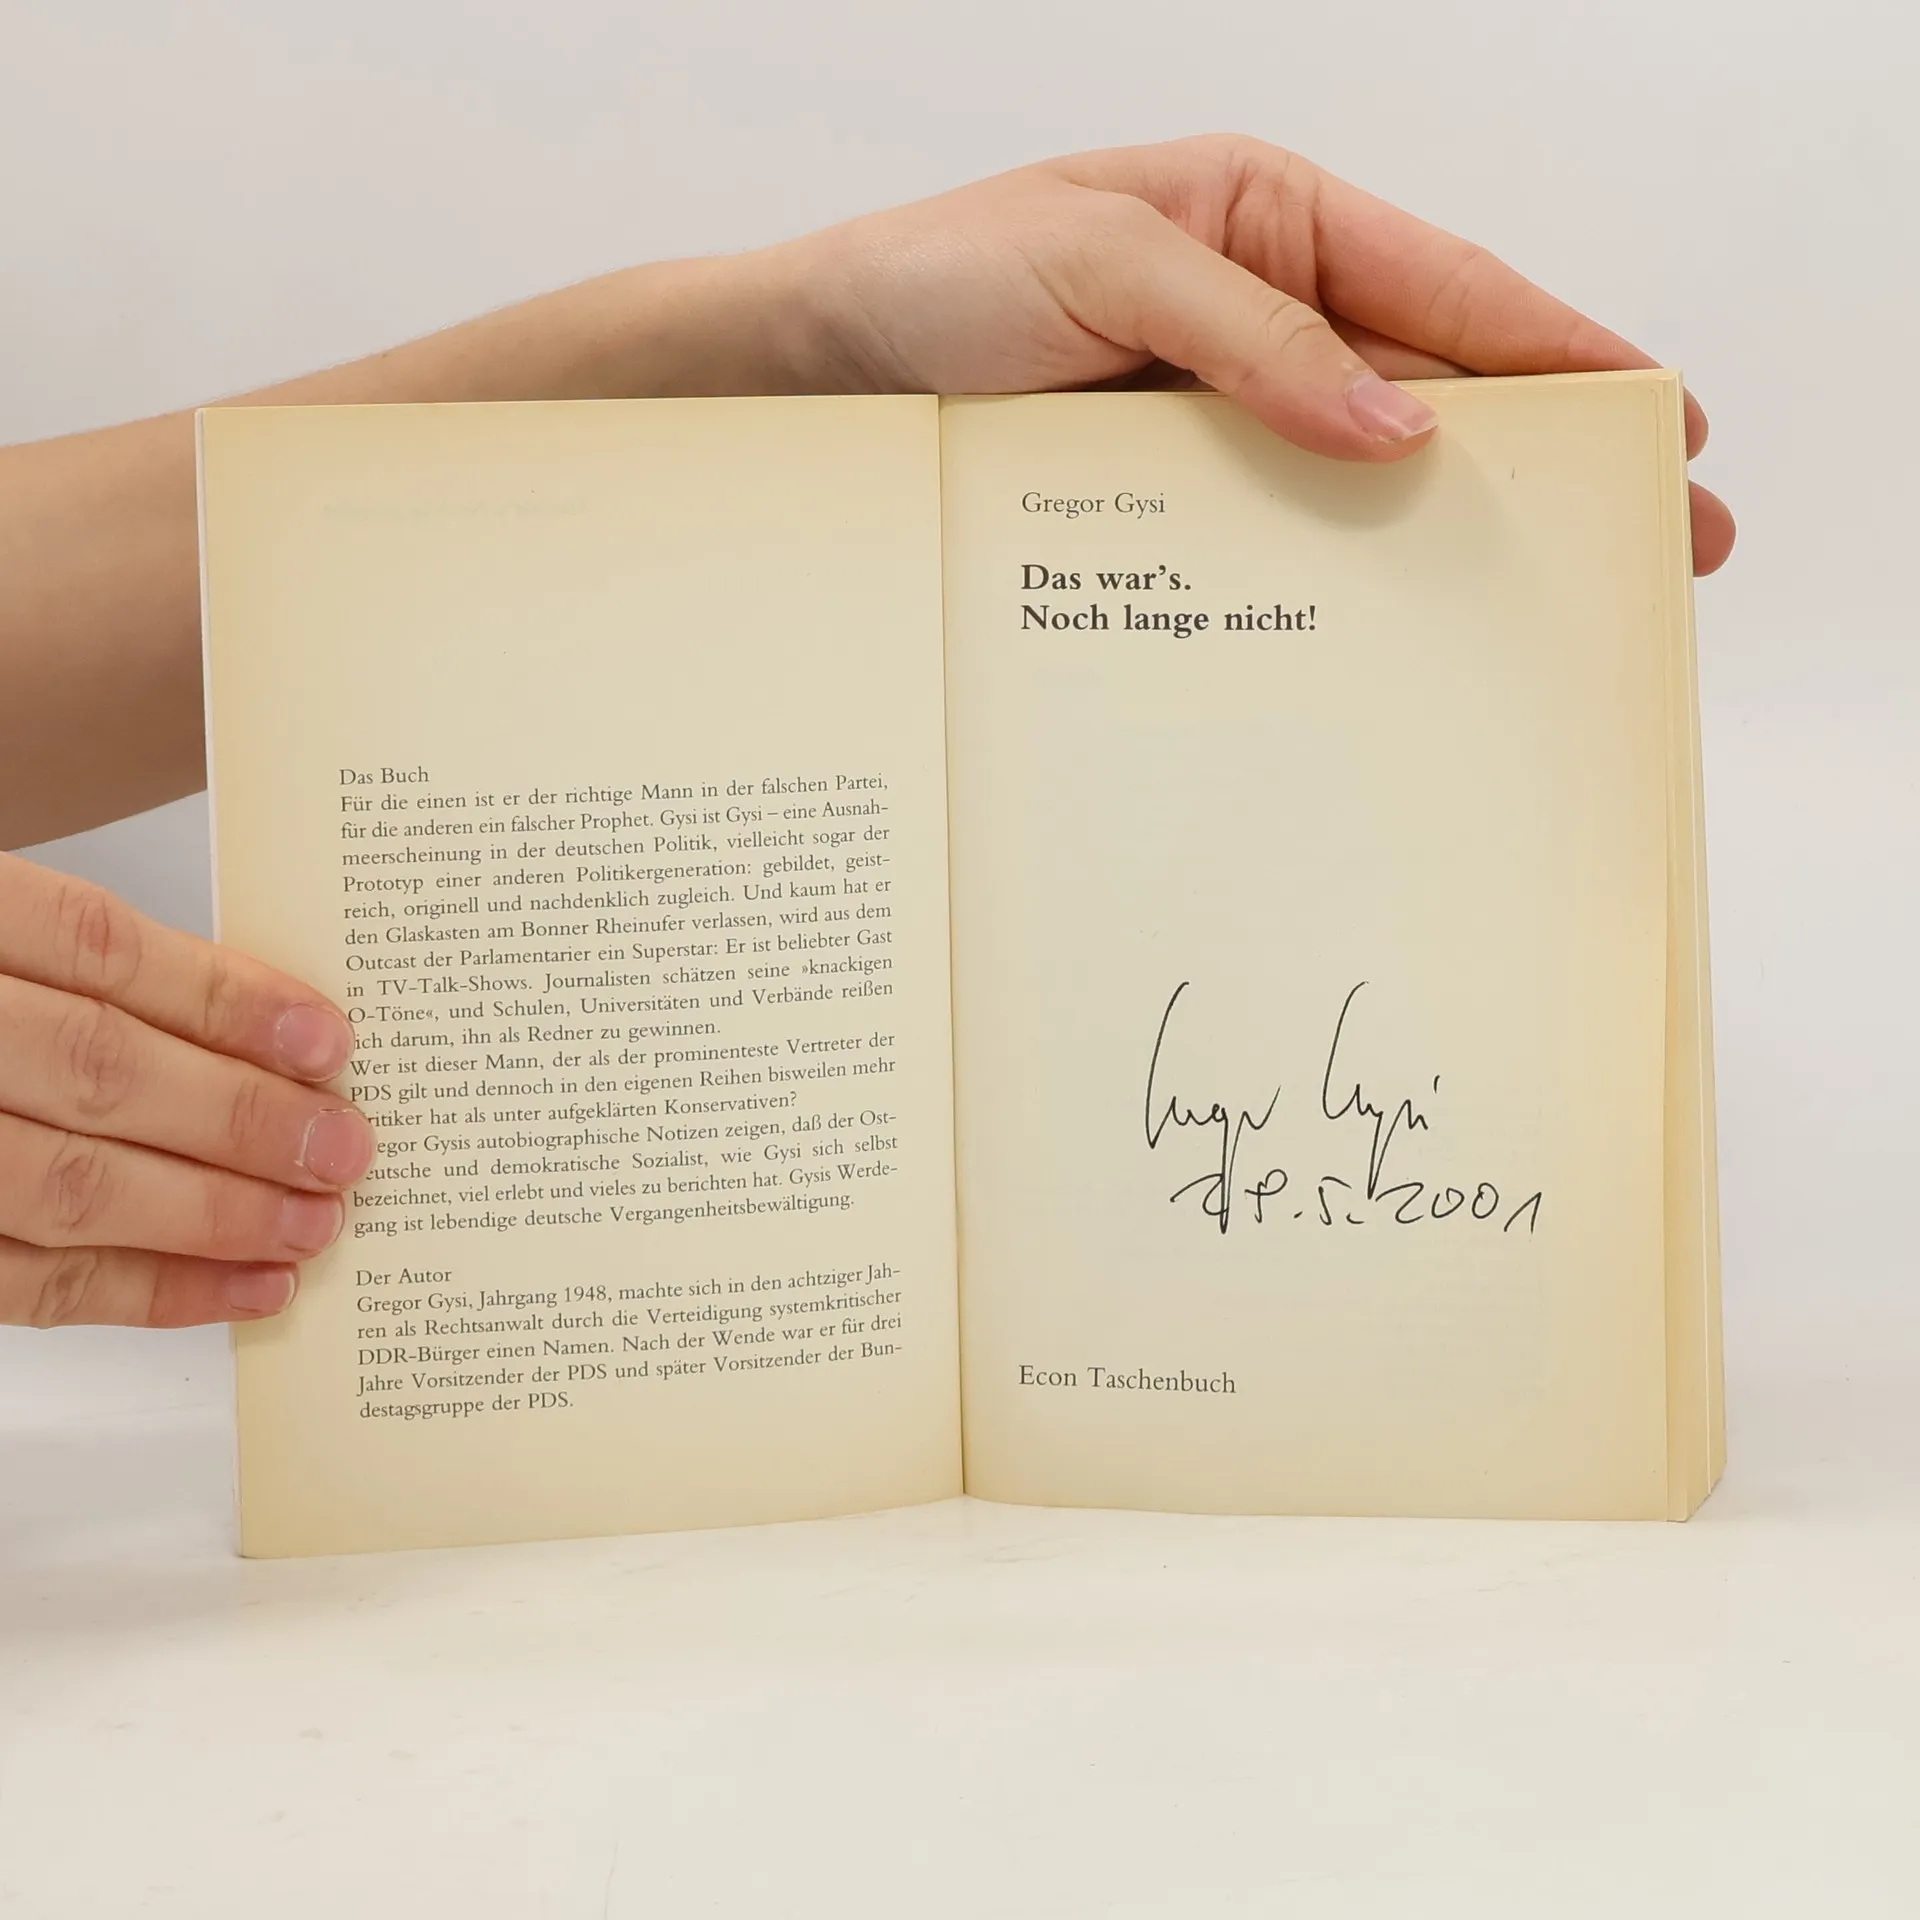 Das Buch
Für die einen ist er der richtige Mann in der falschen Partei,
für die anderen ein falscher Prophet. Gysi ist Gysi – eine Ausnah-
meerscheinung in der deutschen Politik, vielleicht sogar der
Prototyp einer anderen Politikergeneration: gebildet, geist-
reich, originell und nachdenklich zugleich. Und kaum hat er
den Glaskasten am Bonner Rheinufer verlassen, wird aus dem
Outcast der Parlamentarier ein Superstar: Er ist beliebter Gast
in TV-Talk-Shows. Journalisten schätzen seine »knackigen
O-Töne«, und Schulen, Universitäten und Verbände reißen
ich darum, ihn als Redner zu gewinnen.
Wer ist dieser Mann, der als der prominenteste Vertreter der
PDS gilt und dennoch in den eigenen Reihen bisweilen mehr
ritiker hat als unter aufgeklärten Konservativen?
egor Gysis autobiographische Notizen zeigen, daß der Ost-
eutsche und demokratische Sozialist, wie Gysi sich selbst
bezeichnet, viel erlebt und vieles zu berichten hat. Gysis Werde-
gang ist lebendige deutsche Vergangenheitsbewältigung.
Der Autor
Gregor Gysi, Jahrgang 1948, machte sich in den achtziger Jah-
ren als Rechtsanwalt durch die Verteidigung systemkritischer
DDR-Bürger einen Namen. Nach der Wende war er für drei
Jahre Vorsitzender der PDS und später Vorsitzender der Bun-
destagsgruppe der PDS.
Gregor Gysi
Das war's.
Noch lange nicht!
Gregor Gysi
28.5.2001
Econ Taschenbuch